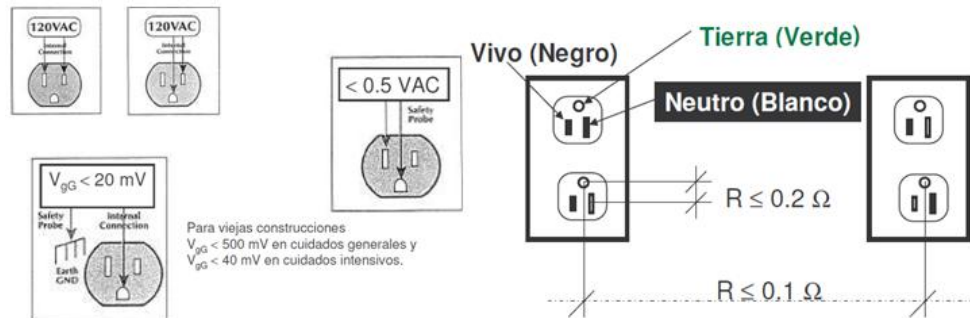 120VAC
Internal
Connection
120VAC
Internal
Connection
< 0.5 VAC
Safety
Probe
VgG < 20 mV
Safety
Probe
Internal
Connection
Earth
GND
Para viejas construcciones
VgG < 500 mV en cuidados generales y
VgG < 40 mV en cuidados intensivos.
Vivo (Negro)
Tierra (Verde)
Neutro (Blanco)
R ≤ 0.2 Ω
R ≤ 0.1 Ω